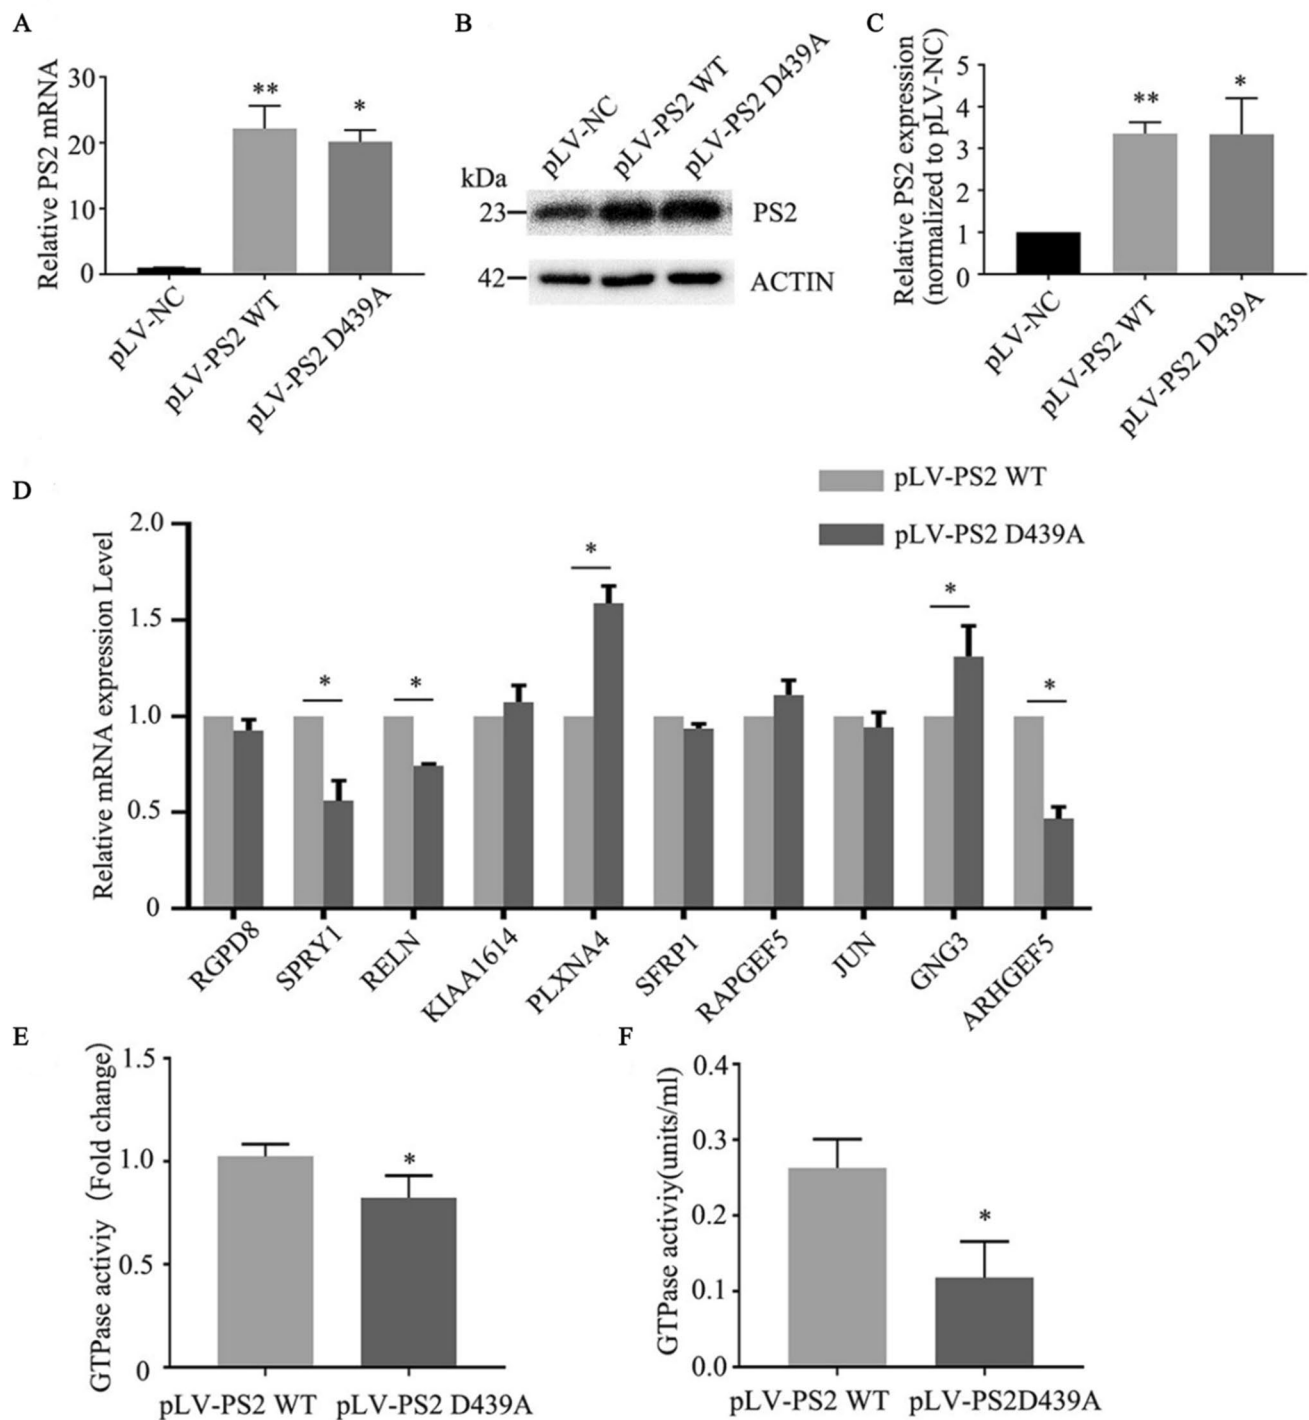 A
Relative PS2 mRNA
30
20
10
0
**
*
pLV-NC
pLV-PS2 WT
pLV-PS2 D439A
B
pLV-NC
pLV-PS2 WT
pLV-PS2 D439A
kDa
23
PS2
42
ACTIN
C
Relative PS2 expression
(normalized to pLV-NC)
5
4
3
2
1
0
**
*
pLV-NC
pLV-PS2 WT
pLV-PS2 D439A
D
pLV-PS2 WT
pLV-PS2 D439A
Relative mRNA expression Level
2.0
1.5
1.0
0.5
0
*
*
*
*
*
RGPD8
SPRY1
RELN
KIAA1614
PLXNA4
SFRP1
RAPGEF5
JUN
GNG3
ARHGEF5
E
GTPase activiy (Fold change)
1.5
1.0
0.5
0
*
pLV-PS2 WT
pLV-PS2 D439A
F
GTPase activiy(units/ml)
0.4
0.3
0.2
0.1
0.0
*
pLV-PS2 WT
pLV-PS2D439A